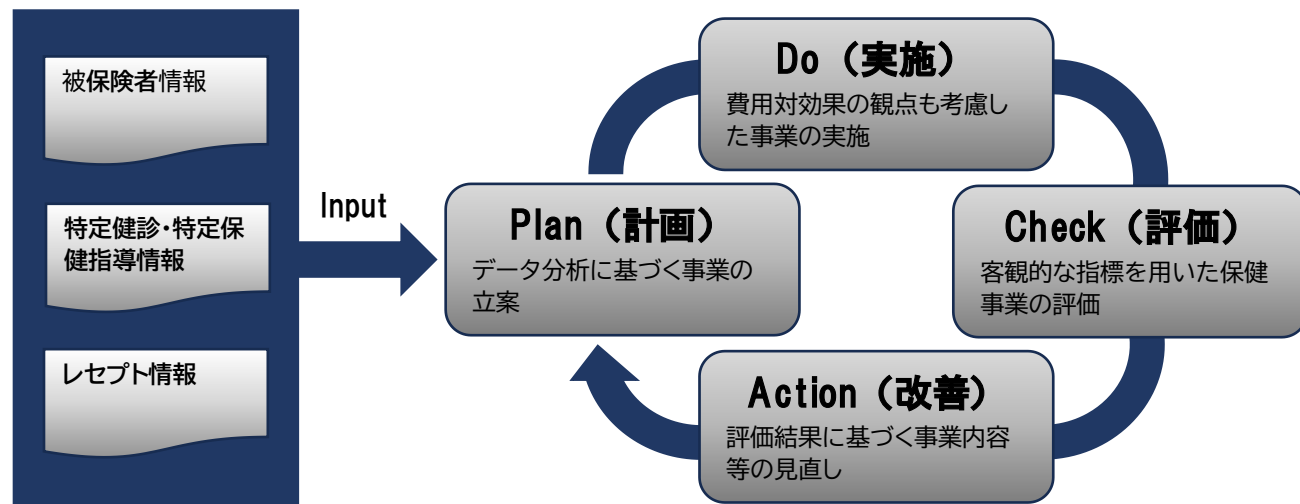 被保険者情報
特定健診・特定保
健指導情報
レセプト情報
Input
Plan（計画）
データ分析に基づく事業の
立案
Do（実施）
費用対効果の観点も考慮し
た事業の実施
Check（評価）
客観的な指標を用いた保健
事業の評価
Action（改善）
評価結果に基づく事業内容
等の見直し